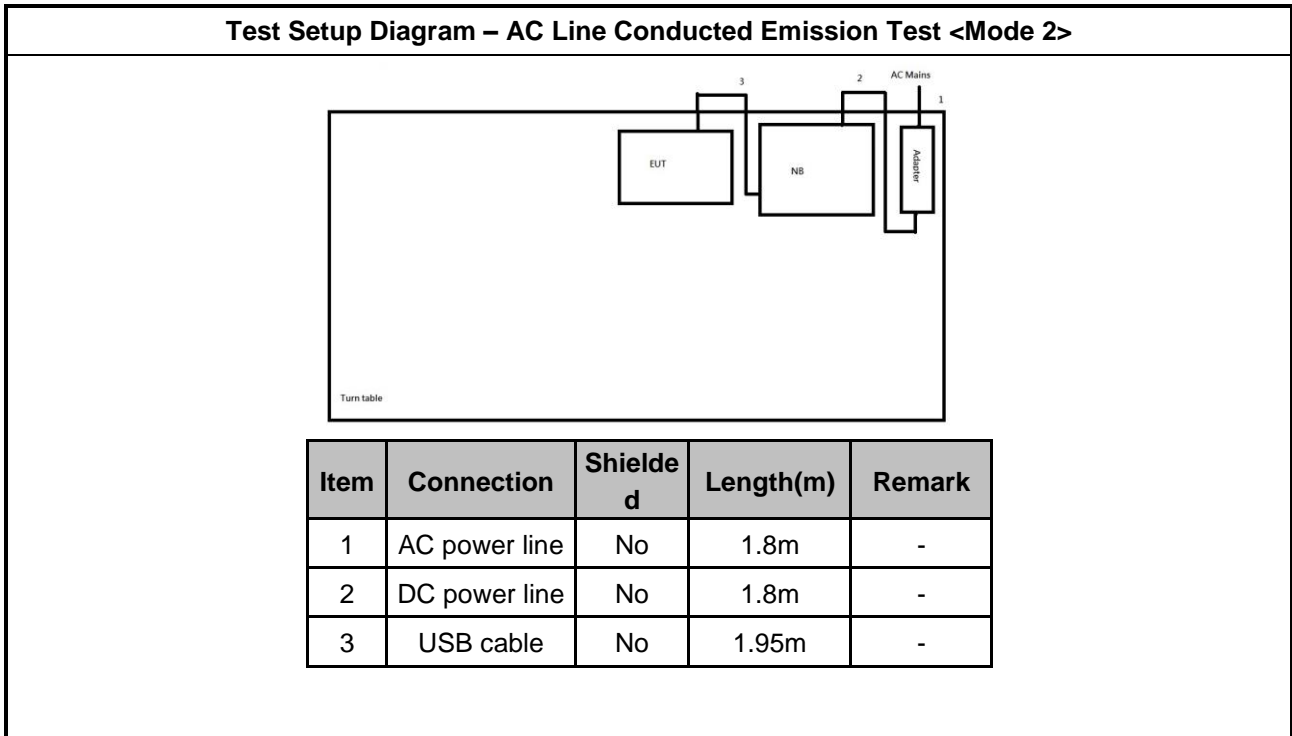 Test Setup Diagram – AC Line Conducted Emission Test <Mode 2>
3 2 AC Mains
1
EUT NB Adapter
Turn table
Item Connection Shielde
d Length(m) Remark
1 AC power line No 1.8m -
2 DC power line No 1.8m -
3 USB cable No 1.95m -